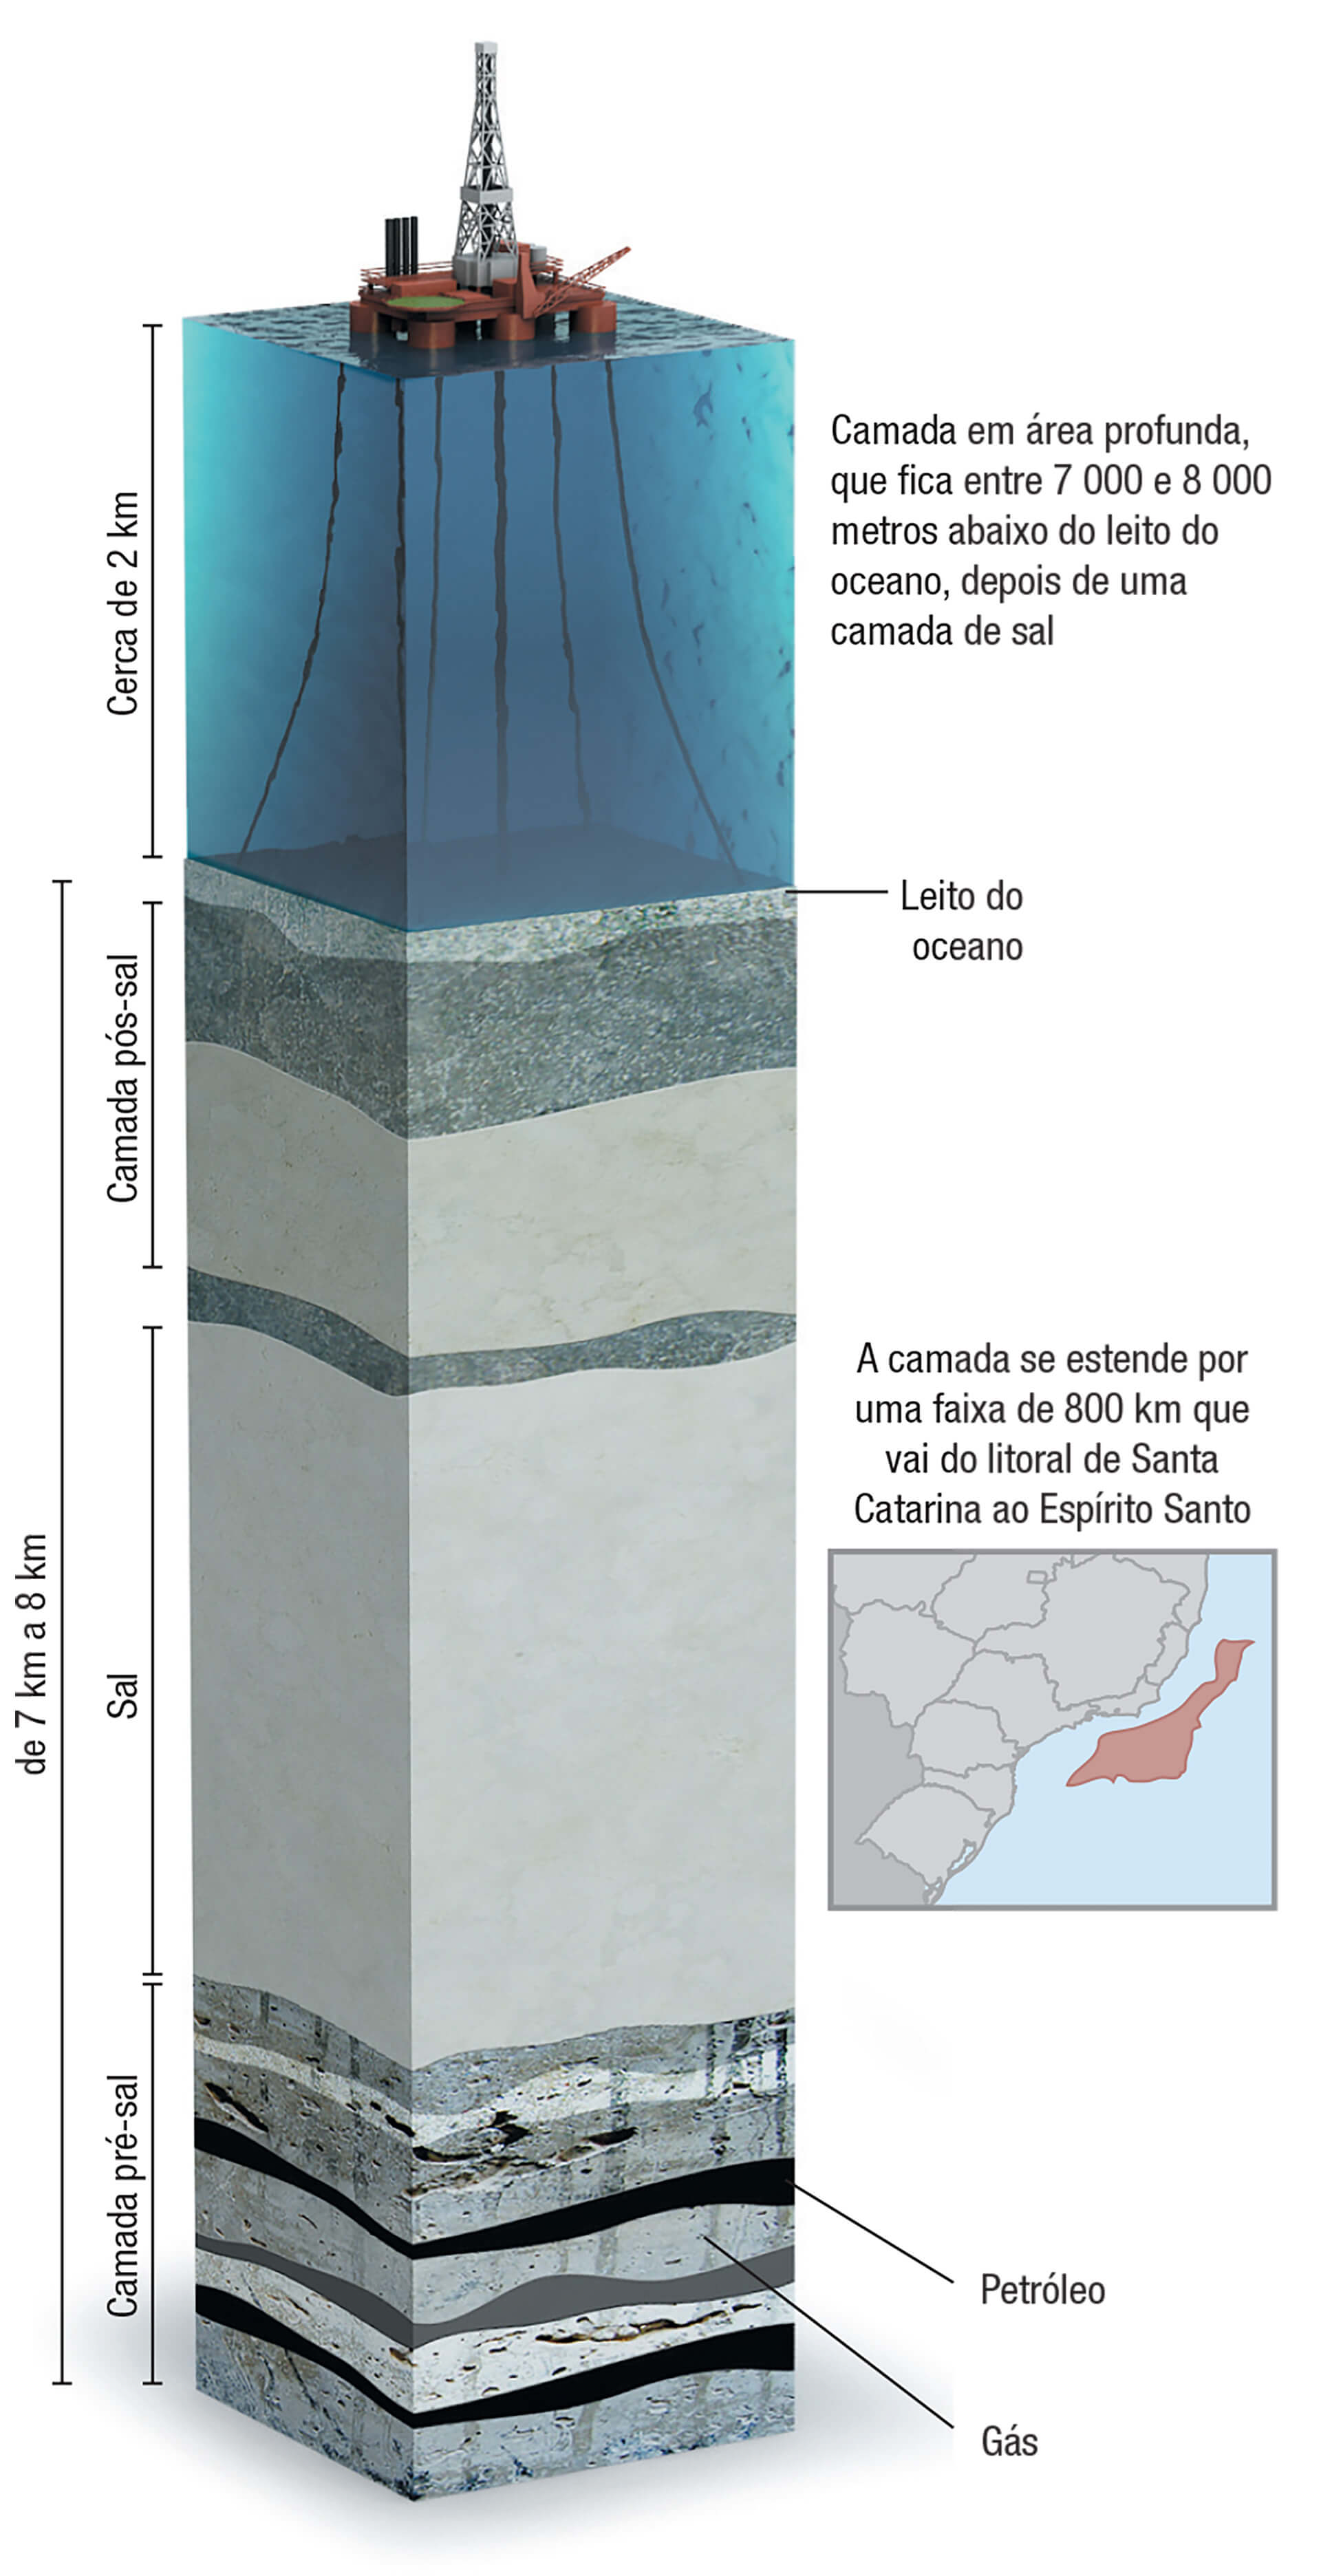 Cerca de 2 km
Camada em área profunda,
que fica entre 7 000 e 8 000
metros abaixo do leito do
oceano, depois de uma
camada de sal
Leito do
oceano
Camada pós-sal
de 7 km a 8 km
Sal
A camada se estende por
uma faixa de 800 km que
vai do litoral de Santa
Catarina ao Espírito Santo
Camada pré-sal
Petróleo
Gás